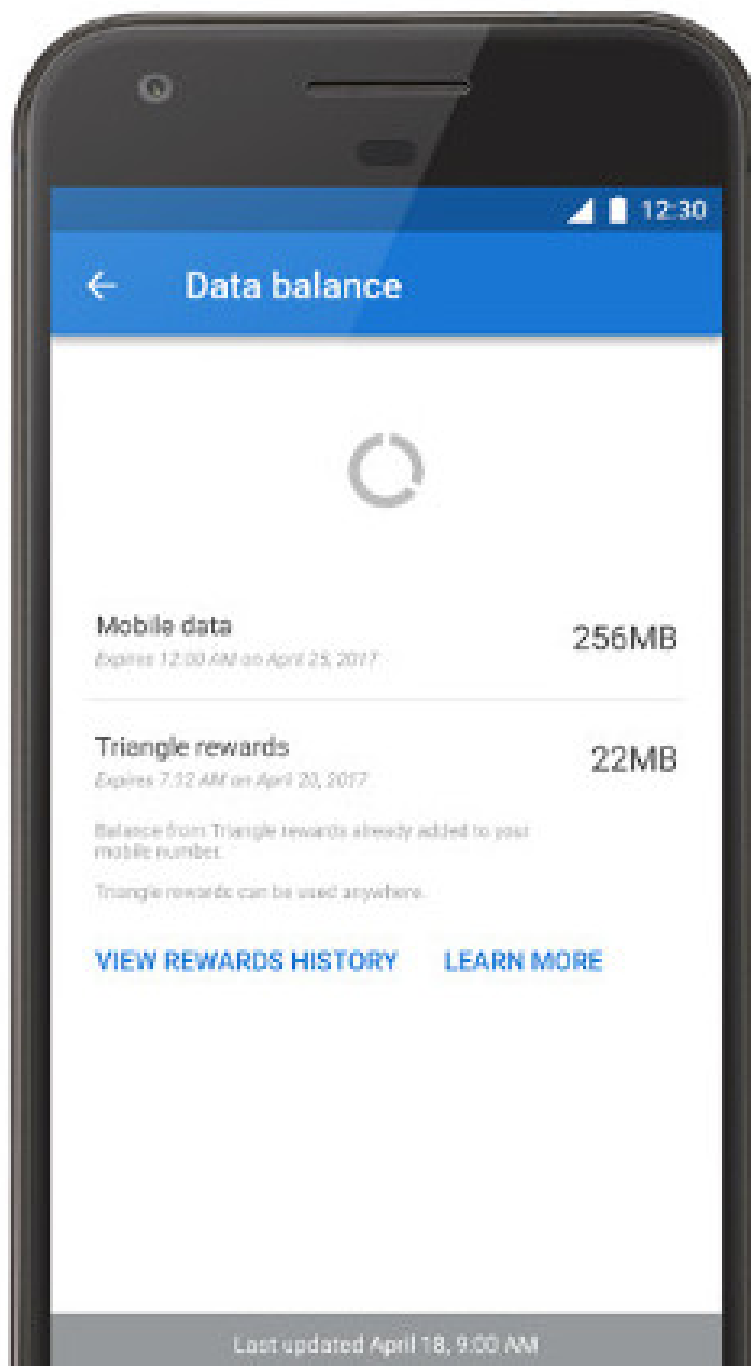 12:30
Data balance
Mobile data
256MB
Expires 12:00 AM on April 25, 2017
Triangle rewards
22MB
Expires 7:12 AM on April 20, 2017
Balance from Triangle rewards already added to your
mobile number.
Triangle rewards can be used anywhere.
VIEW REWARDS HISTORY LEARN MORE
Last updated April 18, 9:00 AM